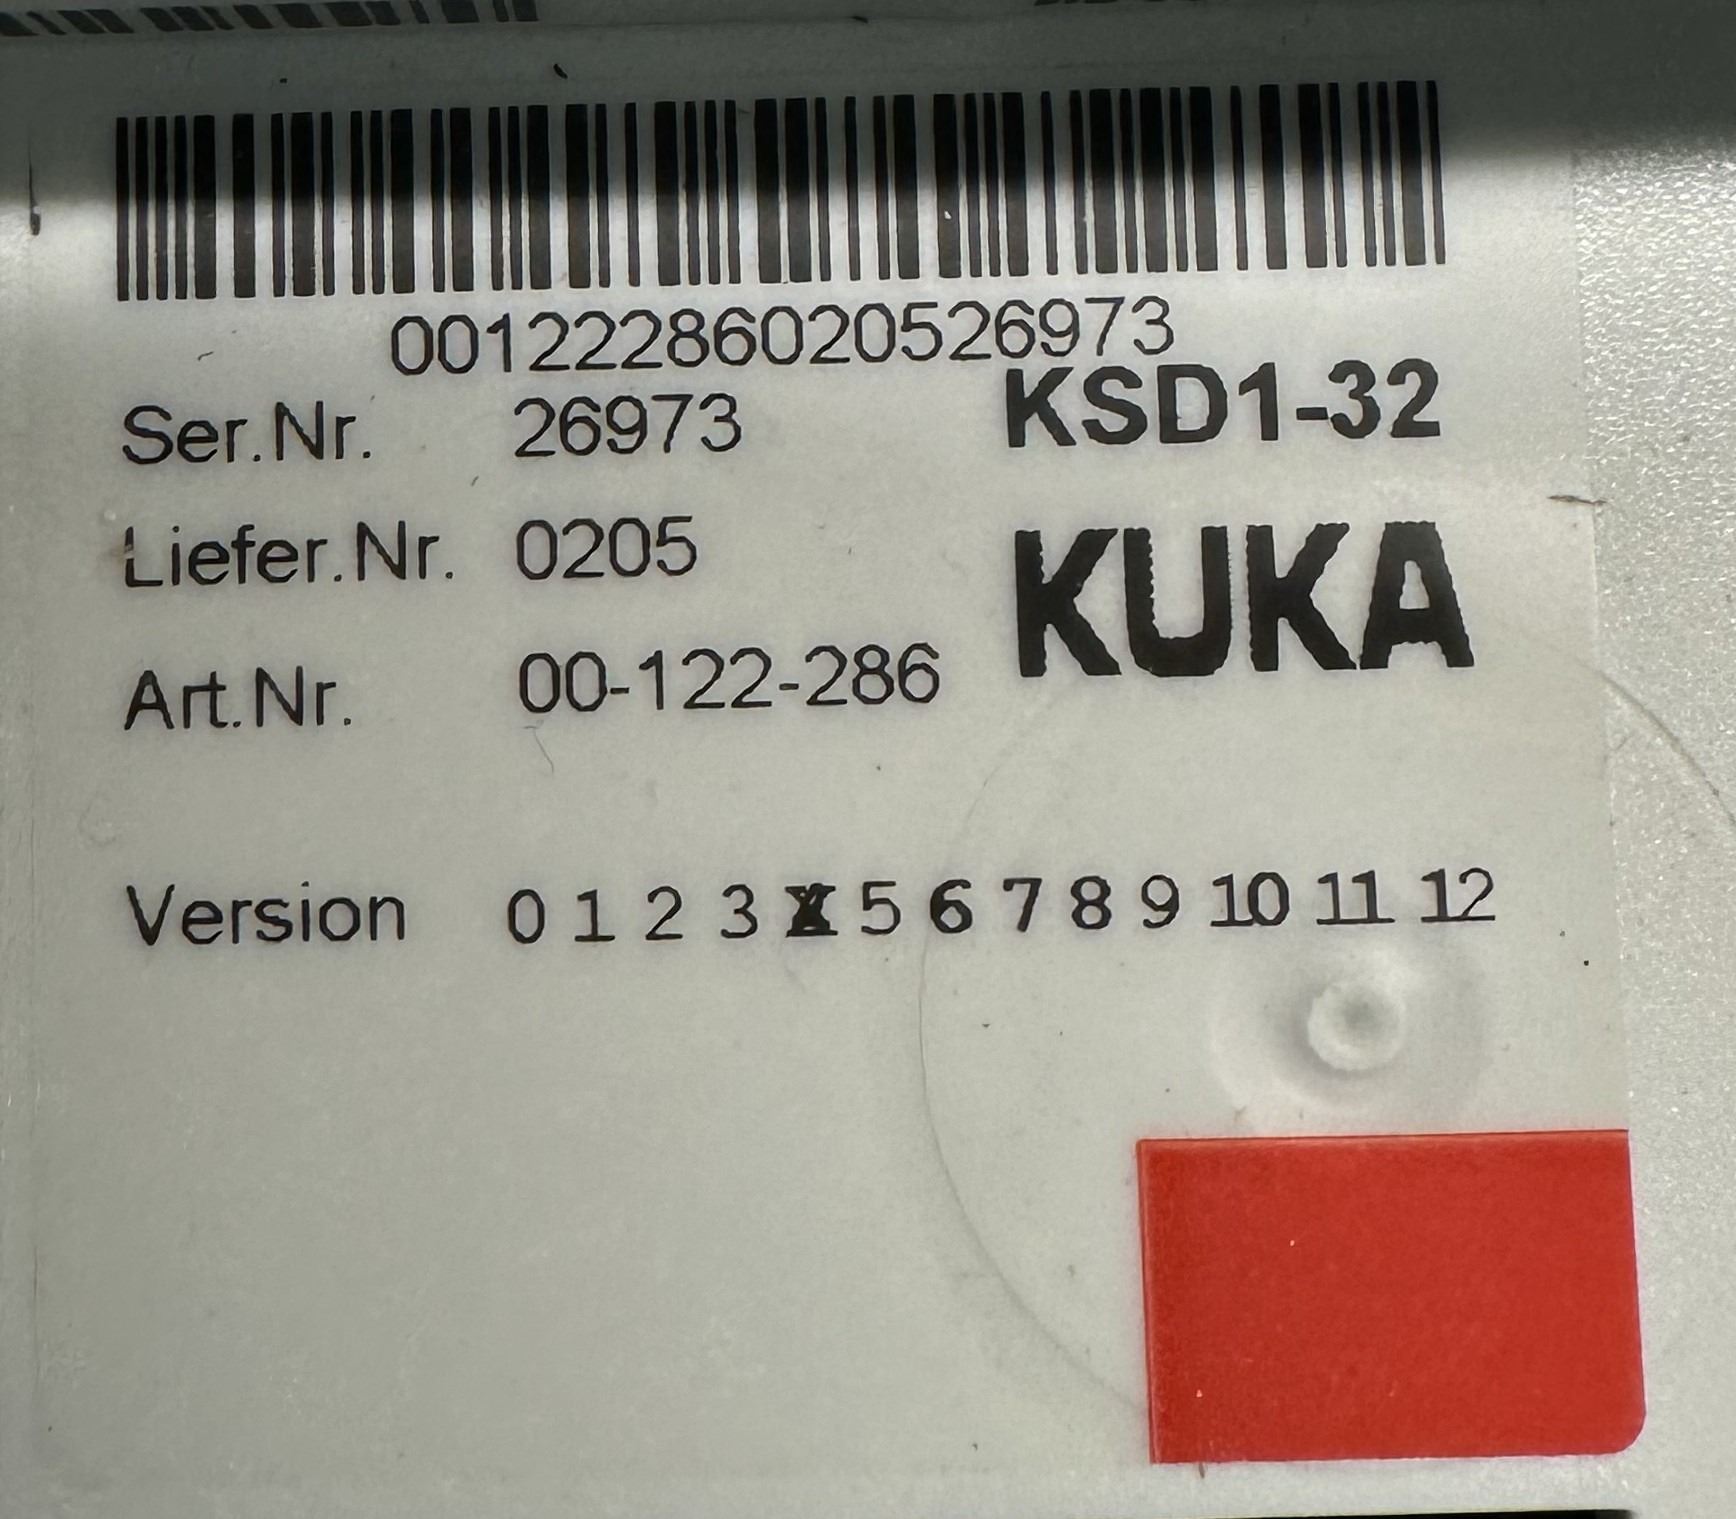 00122286020526973
Ser.Nr. 26973 KSD1-32
Liefer.Nr. 0205
KUKA
Art.Nr. 00-122-286
Version 0 1 2 3 5 6 7 8 9 10 11 12